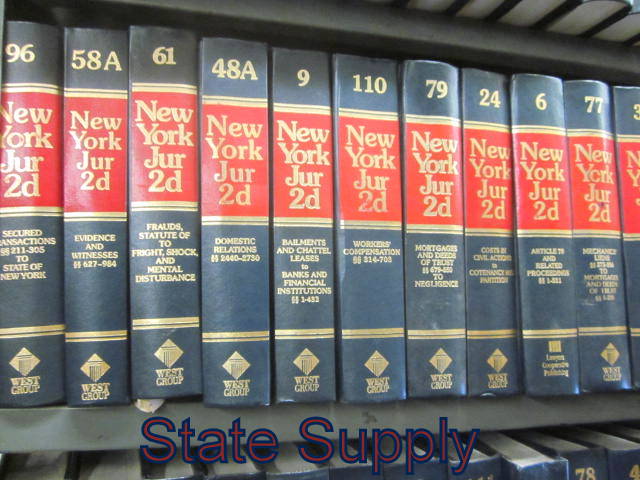 96
New
York
Jur
2d
SECURED
TRANSACTIONS
§§ 211-305
TO
STATE OF
NEW YORK
58A
New
York
Jur
2d
EVIDENCE
AND
WITNESSES
§§ 627-984
WEST
GROUP
61
New
York
Jur
2d
FRAUDS,
STATUTE OF
TO
FRIGHT, SHOCK,
AND
MENTAL
DISTURBANCE
WEST
GROUP
48A
New
York
Jur
2d
DOMESTIC
RELATIONS
§§ 2440-2730
WEST
GROUP
9
New
York
Jur
2d
BAILMENTS
AND CHATTEL
LEASES
to
BANKS AND
FINANCIAL
INSTITUTIONS
§§ 1-432
WEST
GROUP
110
New
York
Jur
2d
WORKERS'
COMPENSATION
§§ 314-703
WEST
GROUP
79
New
York
Jur
2d
MORTGAGES
AND DEEDS
OF TRUST
TO
NEGLIGENCE
WEST
GROUP
24
New
York
Jur
2d
COSTS IN
CIVIL ACTIONS
to
COTENANCY AND
PARTITION
WEST
GROUP
6
New
York
Jur
2d
ARTICLE 78
AND
RELATED
PROCEEDINGS
Lawyers
Cooperative
Publishing
77
New
York
Jur
2d
MECHANICS'
LIENS
TO
MORTGAGES
AND DEEDS
OF TRUST
WEST
GROUP
WEST
GROUP
78
State Supply